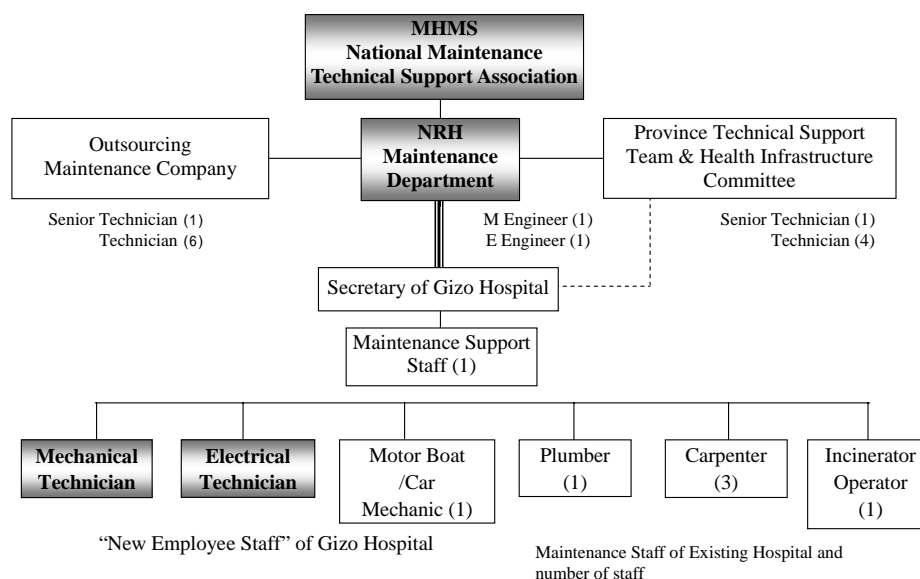 MHMS
National Maintenance
Technical Support Association
Outsourcing
Maintenance Company
NRH
Maintenance
Department
Province Technical Support
Team & Health Infrastructure
Committee
Senior Technician (1)
Technician (6)
M Engineer (1)
E Engineer (1)
Senior Technician (1)
Technician (4)
Secretary of Gizo Hospital
Maintenance Support
Staff (1)
Mechanical
Technician
Electrical
Technician
Motor Boat
/Car
Mechanic (1)
Plumber
(1)
Carpenter
(3)
Incinerator
Operator
(1)
“New Employee Staff” of Gizo Hospital
Maintenance Staff of Existing Hospital and
number of staff